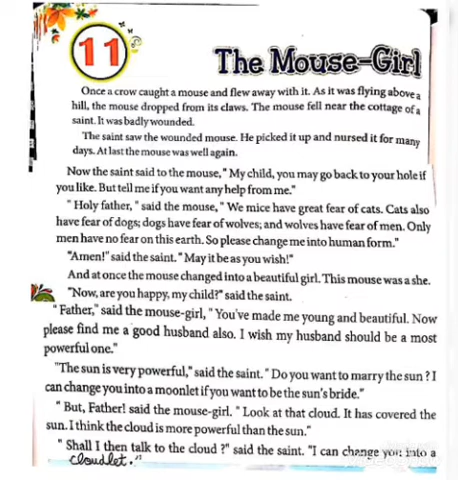 11
The Mouse-Girl
Once a crow caught a mouse and flew away with it. As it was flying above a
hill, the mouse dropped from its claws. The mouse fell near the cottage of a
saint. It was badly wounded.
The saint saw the wounded mouse. He picked it up and nursed it for many
days. At last the mouse was well again.
Now the saint said to the mouse, " My child, you may go back to your hole if
you like. But tell me if you want any help from me."
" Holy father, " said the mouse, " We mice have great fear of cats. Cats also
have fear of dogs; dogs have fear of wolves; and wolves have fear of men. Only
men have no fear on this earth. So please change me into human form."
"Amen!" said the saint. " May it be as you wish!"
And at once the mouse changed into a beautiful girl. This mouse was a she.
"Now, are you happy, my child?" said the saint.
" Father," said the mouse-girl, " You've made me young and beautiful. Now
please find me a good husband also. I wish my husband should be a most
powerful one."
"The sun is very powerful," said the saint. " Do you want to marry the sun ? I
can change you into a moonlet if you want to be the sun's bride."
" But, Father! said the mouse-girl. " Look at that cloud. It has covered the
sun. I think the cloud is more powerful than the sun."
" Shall I then talk to the cloud ?" said the saint. "I can change you into a
cloudlet."